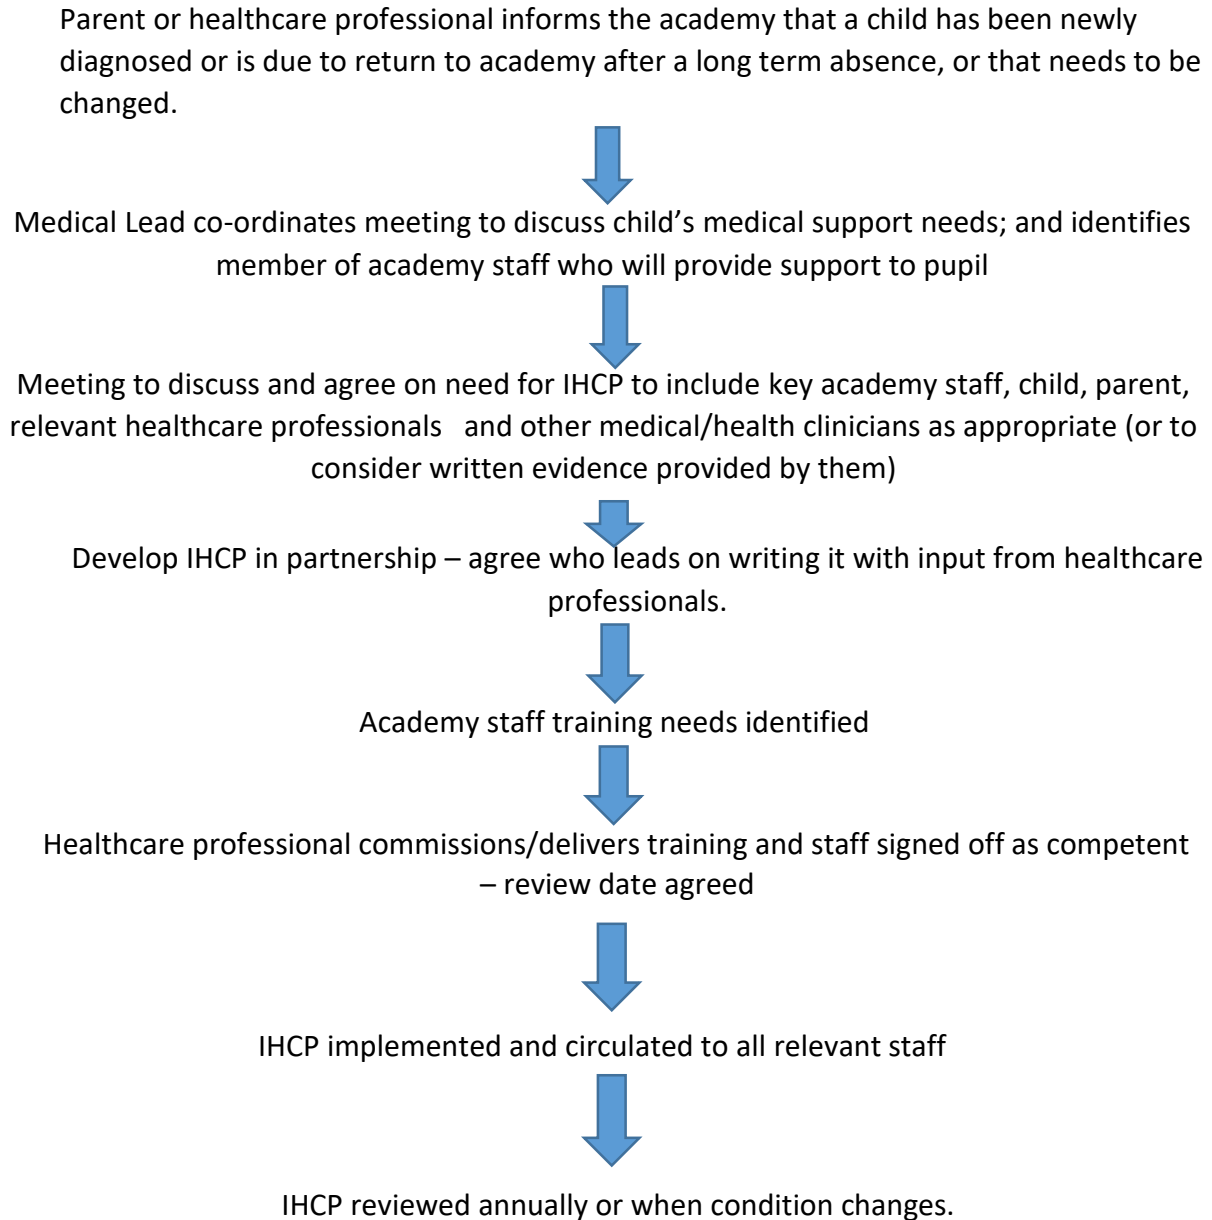 Parent or healthcare professional informs the academy that a child has been newly
diagnosed or is due to return to academy after a long term absence, or that needs to be
changed.
Medical Lead co-ordinates meeting to discuss child’s medical support needs; and identifies
member of academy staff who will provide support to pupil
Meeting to discuss and agree on need for IHCP to include key academy staff, child, parent,
relevant healthcare professionals   and other medical/health clinicians as appropriate (or to
consider written evidence provided by them)
Develop IHCP in partnership – agree who leads on writing it with input from healthcare
professionals.
Academy staff training needs identified
Healthcare professional commissions/delivers training and staff signed off as competent
– review date agreed
IHCP implemented and circulated to all relevant staff
IHCP reviewed annually or when condition changes.